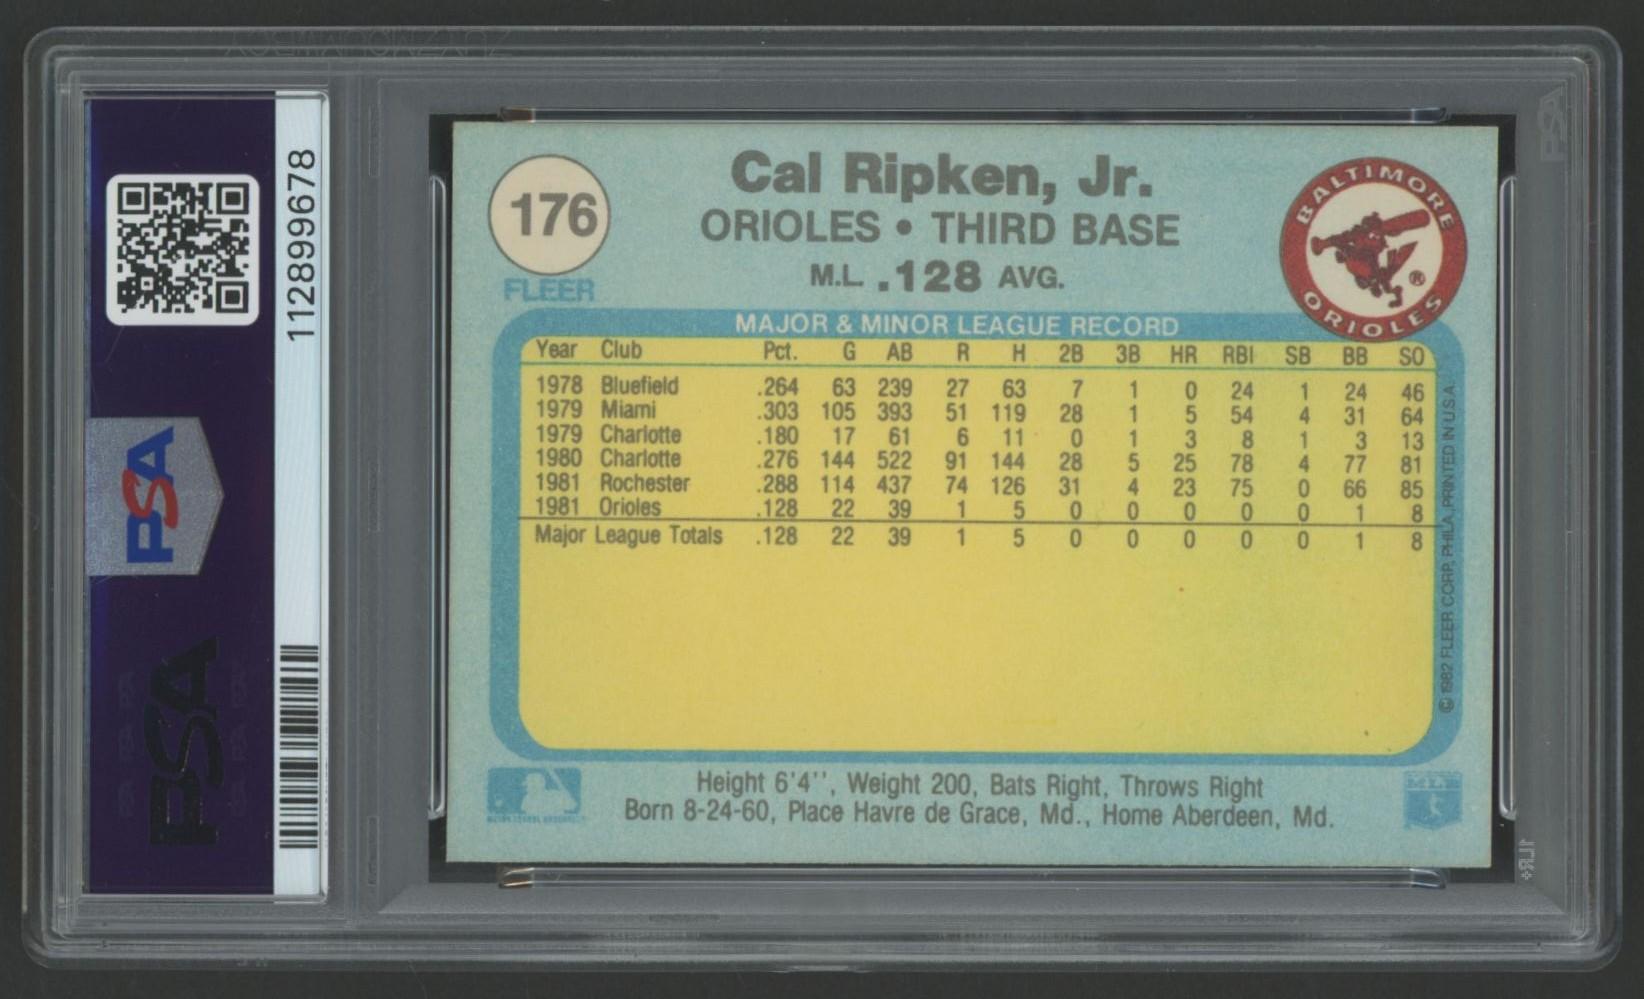 112899678
PSA
PSA
176
FLEER
Cal Ripken, Jr.
ORIOLES • THIRD BASE
M.L .128 AVG.
BALTIMORE
ORIOLES
®
MAJOR & MINOR LEAGUE RECORD
Year Club Pct. G AB R H 2B 3B HR RBI SB BB SO
1978 Bluefield .264 63 239 27 63 7 1 0 24 1 24 46
1979 Miami .303 105 393 51 119 28 1 5 54 4 31 64
1979 Charlotte .180 17 61 6 11 0 1 3 8 1 3 13
1980 Charlotte .276 144 522 91 144 28 5 25 78 4 77 81
1981 Rochester .288 114 437 74 126 31 4 23 75 0 66 85
1981 Orioles .128 22 39 1 5 0 0 0 0 0 1 8
Major League Totals .128 22 39 1 5 0 0 0 0 0 1 8
© 1982 FLEER CORP, PHILA, PRINTED IN U.S.A.
Height 6'4'', Weight 200, Bats Right, Throws Right
Born 8-24-60, Place Havre de Grace, Md., Home Aberdeen, Md.
PSA